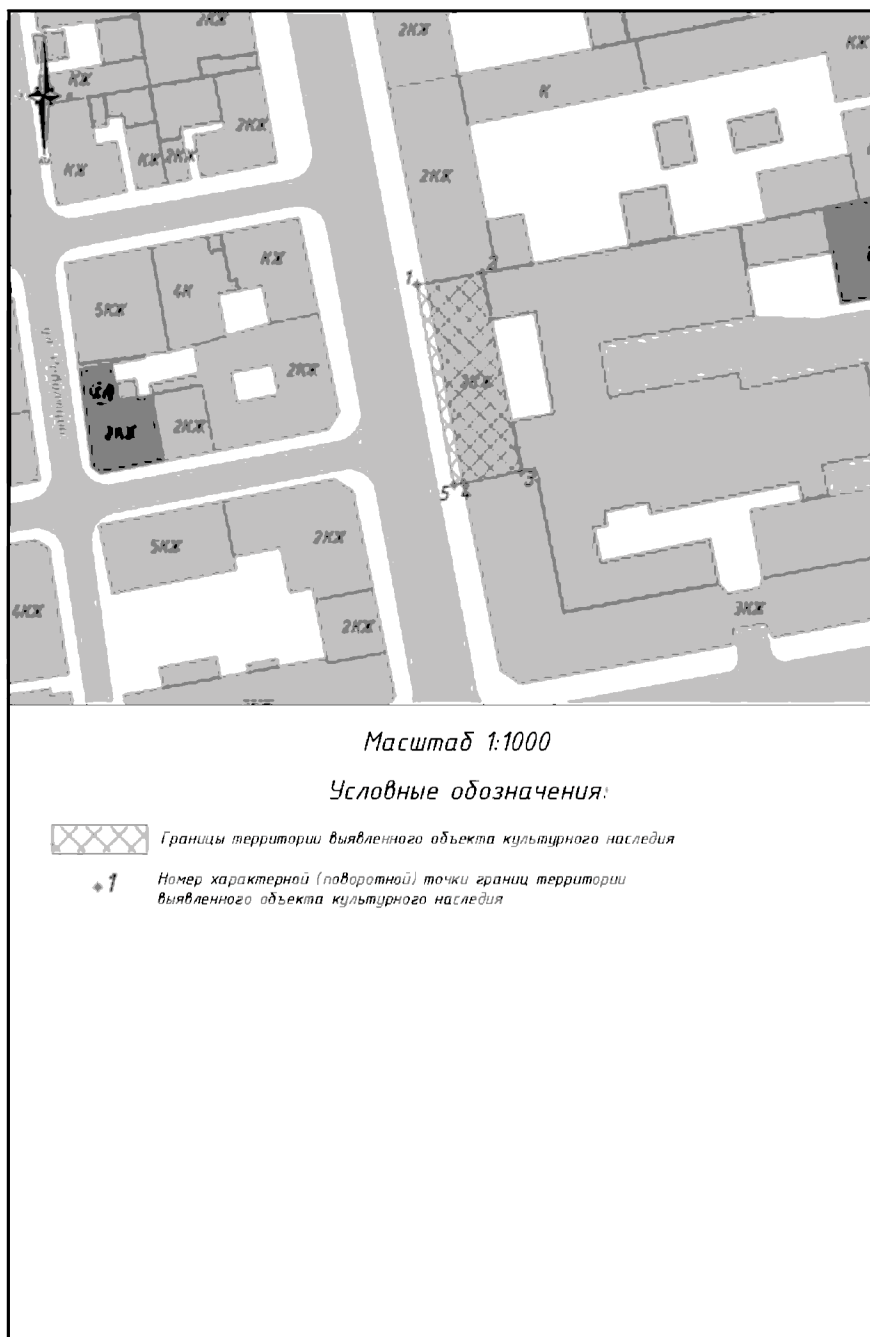 2КЖ
2КЖ
КЖ
КЖ
К
2КЖ
КЖ
КЖ
2КЖ
2КЖ
КЖ
1
2
5КЖ
4К
2КЖ
2КЖ
2КЖ
3
5
4
5КЖ
2КЖ
4КЖ
2КЖ
3КЖ
Масштаб 1:1000
Условные обозначения:
Границы территории выявленного объекта культурного наследия
1
Номер характерной (поворотной) точки границ территории
выявленного объекта культурного наследия